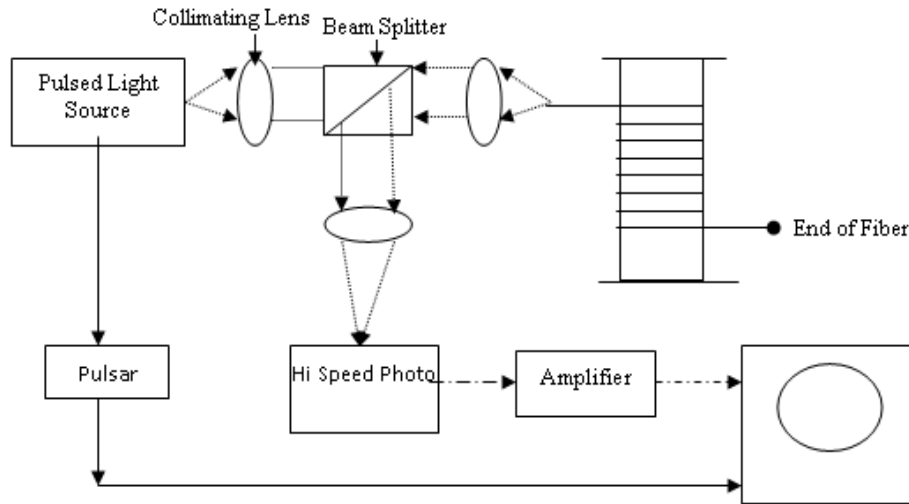 Collimating Lens
Beam Splitter
Pulsed Light
Source
End of Fiber
Pulsar
Hi Speed Photo
Amplifier